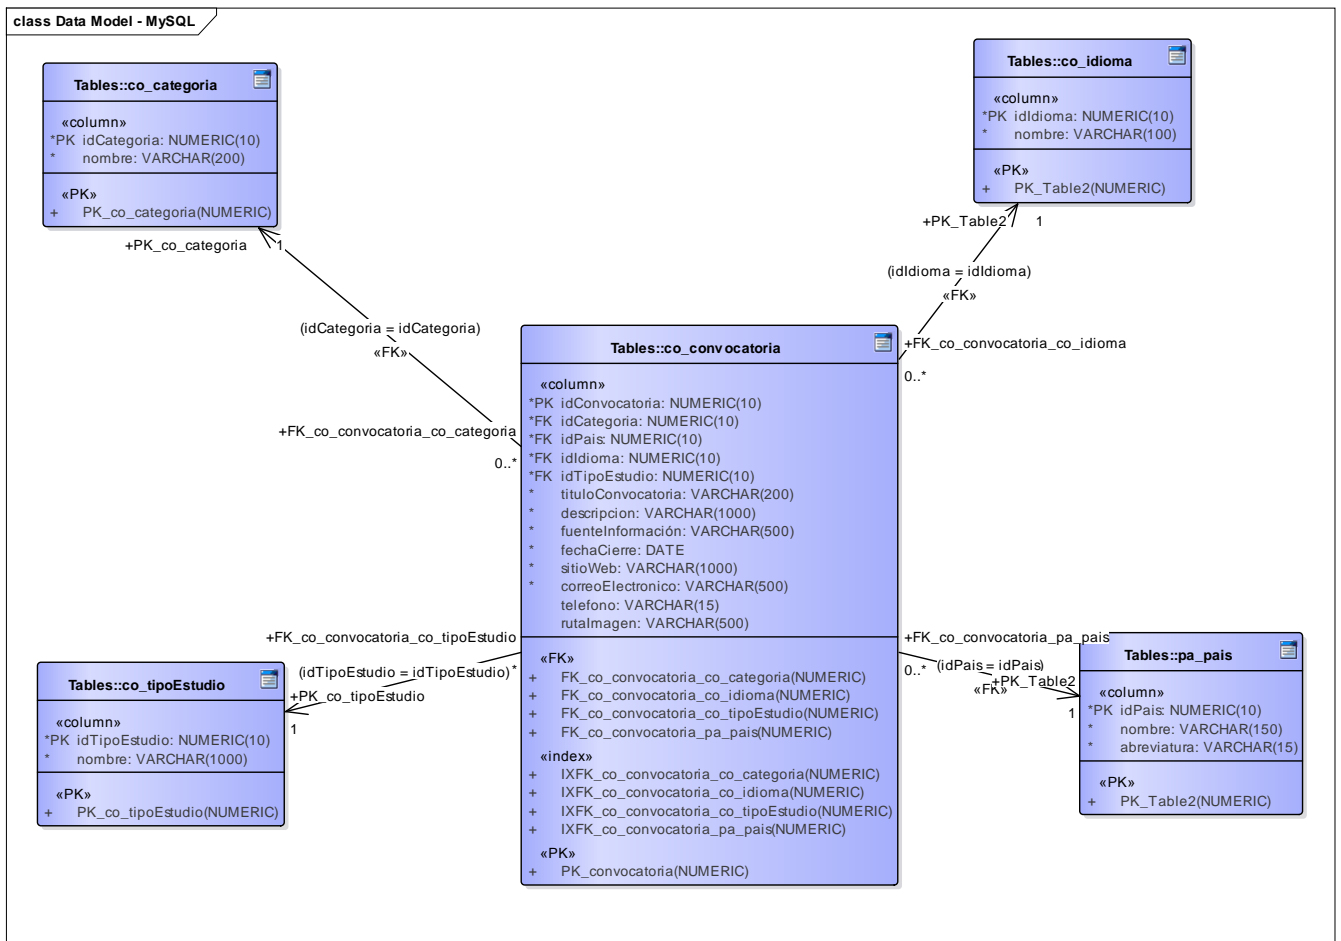 class Data Model - MySQL
Tables::co_categoria
«column»
*PK idCategoria: NUMERIC(10)
* nombre: VARCHAR(200)
«PK»
+ PK_co_categoria(NUMERIC)
Tables::co_idioma
«column»
*PK idIdioma: NUMERIC(10)
* nombre: VARCHAR(100)
«PK»
+ PK_Table2(NUMERIC)
+PK_co_categoria
1
(idCategoria = idCategoria)
«FK»
+FK_co_convocatoria_co_categoria
0..*
+PK_Table2
1
(idIdioma = idIdioma)
«FK»
+FK_co_convocatoria_co_idioma
0..*
Tables::co_convocatoria
«column»
*PK idConvocatoria: NUMERIC(10)
*FK idCategoria: NUMERIC(10)
*FK idPais: NUMERIC(10)
*FK idIdioma: NUMERIC(10)
*FK idTipoEstudio: NUMERIC(10)
* tituloConvocatoria: VARCHAR(200)
* descripcion: VARCHAR(1000)
* fuenteInformación: VARCHAR(500)
* fechaCierre: DATE
* sitioWeb: VARCHAR(1000)
* correoElectronico: VARCHAR(500)
telefono: VARCHAR(15)
rutaImagen: VARCHAR(500)
«FK»
+ FK_co_convocatoria_co_categoria(NUMERIC)
+ FK_co_convocatoria_co_idioma(NUMERIC)
+ FK_co_convocatoria_co_tipoEstudio(NUMERIC)
+ FK_co_convocatoria_pa_pais(NUMERIC)
«index»
+ IXFK_co_convocatoria_co_categoria(NUMERIC)
+ IXFK_co_convocatoria_co_idioma(NUMERIC)
+ IXFK_co_convocatoria_co_tipoEstudio(NUMERIC)
+ IXFK_co_convocatoria_pa_pais(NUMERIC)
«PK»
+ PK_convocatoria(NUMERIC)
+FK_co_convocatoria_co_tipoEstudio
(idTipoEstudio = idTipoEstudio)
*
+PK_co_tipoEstudio
1
Tables::co_tipoEstudio
«column»
*PK idTipoEstudio: NUMERIC(10)
* nombre: VARCHAR(1000)
«PK»
+ PK_co_tipoEstudio(NUMERIC)
+FK_co_convocatoria_pa_pais
0..*
(idPais = idPais)
«FK»
+PK_Table2
1
Tables::pa_pais
«column»
*PK idPais: NUMERIC(10)
* nombre: VARCHAR(150)
* abreviatura: VARCHAR(15)
«PK»
+ PK_Table2(NUMERIC)